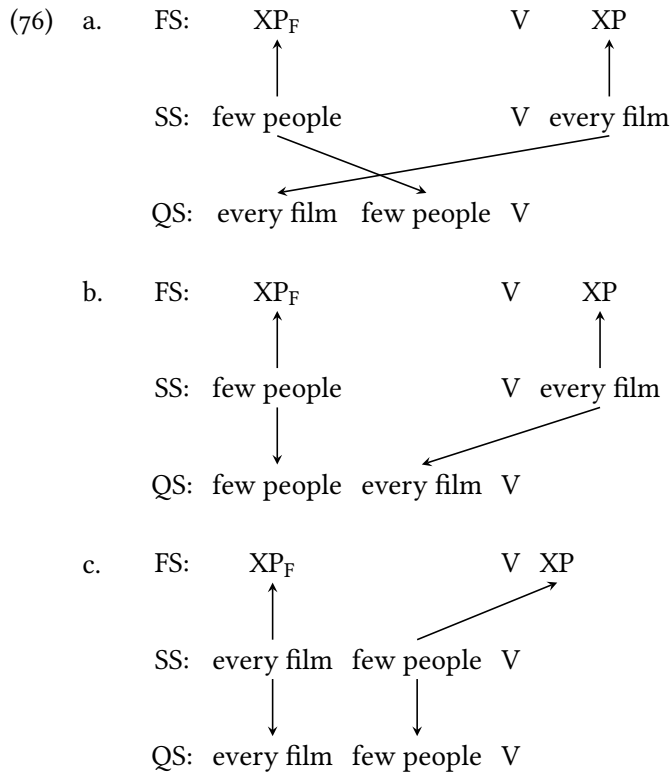 (76) a. FS: XP_F V XP
SS: few people V every film
QS: every film few people V
b. FS: XP_F V XP
SS: few people V every film
QS: few people every film V
c. FS: XP_F V XP
SS: every film few people V
QS: every film few people V